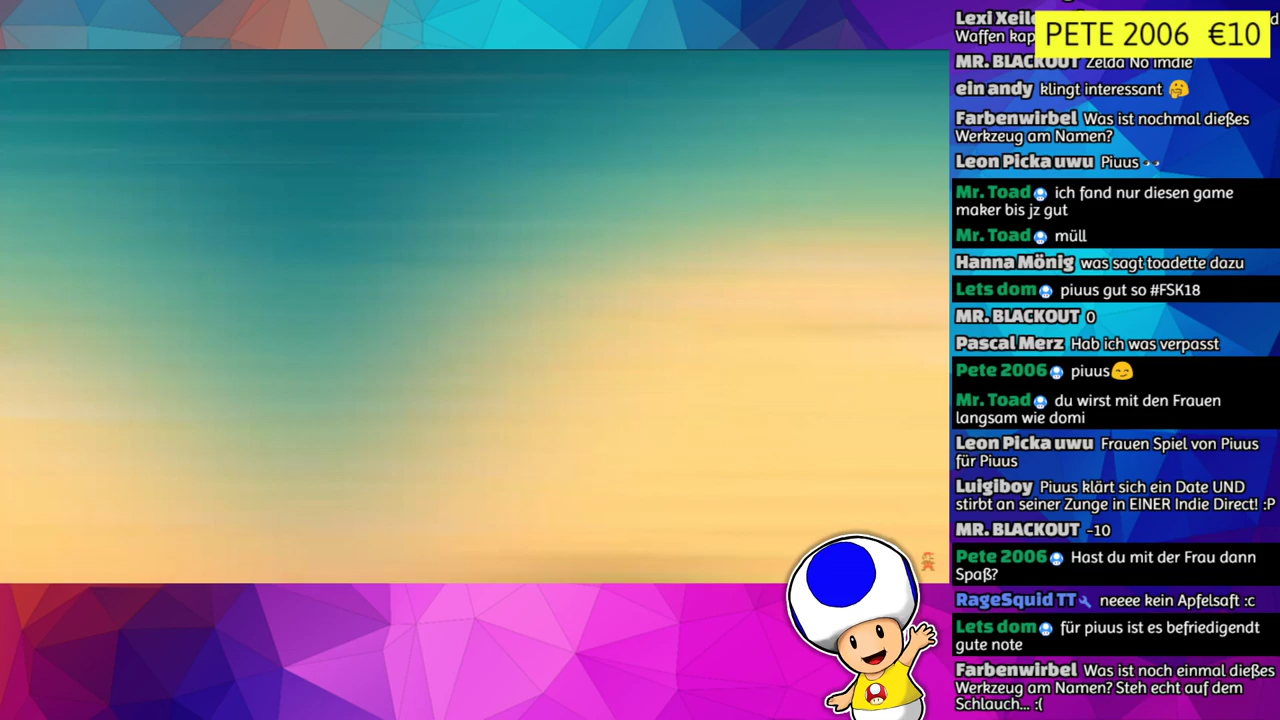 Lexi Xeile
Waffen kap
PETE 2006 €10
MR. BLACKOUT Zelda No imdie
ein andy klingt interessant 🤔
Farbenwirbel Was ist nochmal dießes
Werkzeug am Namen?
Leon Picka uwu Piuus 👀
Mr. Toad ich fand nur diesen game
maker bis jz gut
Mr. Toad müll
Hanna Mönig was sagt toadette dazu
Lets dom piuus gut so #FSK18
MR. BLACKOUT 0
Pascal Merz Hab ich was verpasst
Pete 2006 piuus😏
Mr. Toad du wirst mit den Frauen
langsam wie domi
Leon Picka uwu Frauen Spiel von Piuus
für Piuus
Luigiboy Piuus klärt sich ein Date UND
stirbt an seiner Zunge in EINER Indie Direct! :P
MR. BLACKOUT -10
Pete 2006 Hast du mit der Frau dann
Spaß?
RageSquid TT neeee kein Apfelsaft :c
Lets dom für piuus ist es befriedigendt
gute note
Farbenwirbel Was ist noch einmal dießes
Werkzeug am Namen? Steh echt auf dem
Schlauch... :(